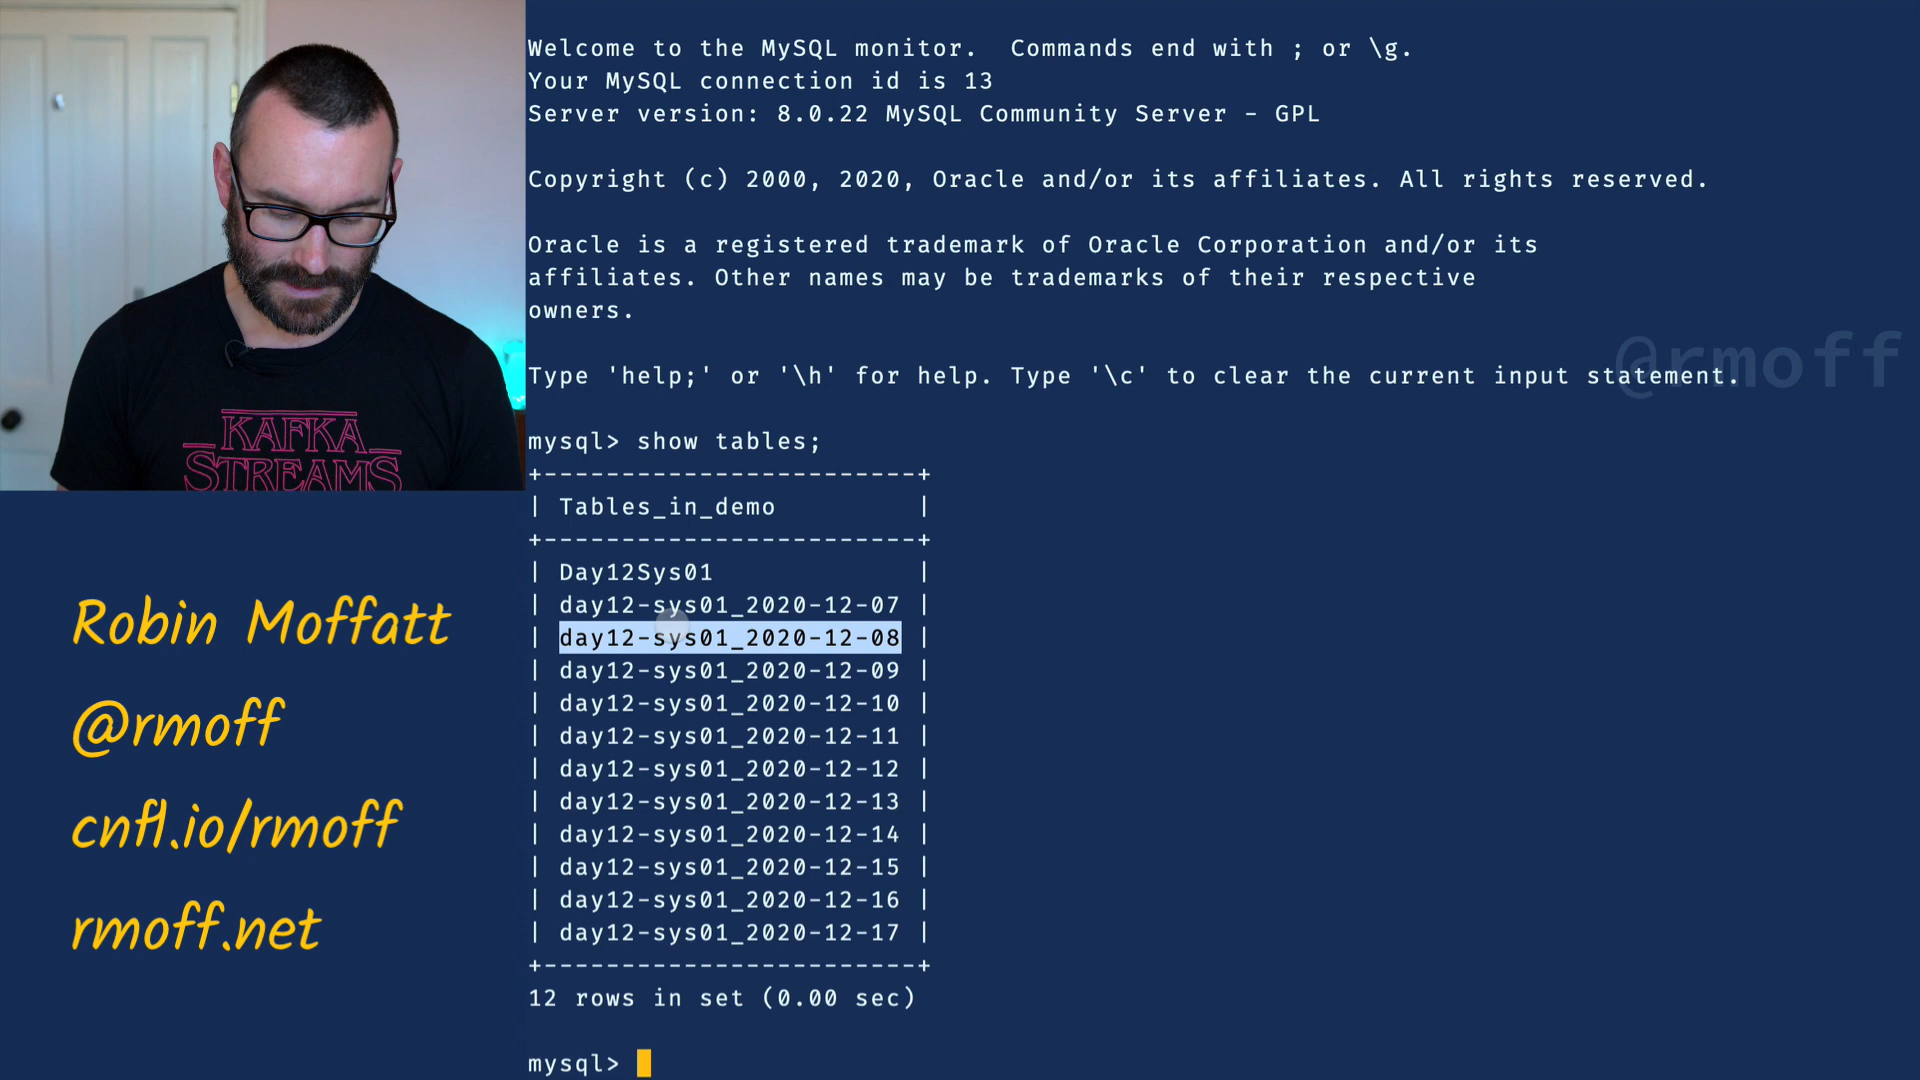 KAFKA
STREAMS
Robin Moffatt
@rmoff
cnfl.io/rmoff
rmoff.net
Welcome to the MySQL monitor.  Commands end with ; or \g.
Your MySQL connection id is 13
Server version: 8.0.22 MySQL Community Server - GPL
Copyright (c) 2000, 2020, Oracle and/or its affiliates. All rights reserved.
Oracle is a registered trademark of Oracle Corporation and/or its
affiliates. Other names may be trademarks of their respective
owners.
@rmoff
Type 'help;' or '\h' for help. Type '\c' to clear the current input statement.
mysql> show tables;
+------------------------+
| Tables_in_demo         |
+------------------------+
| Day12Sys01             |
| day12-sys01_2020-12-07 |
| day12-sys01_2020-12-08 |
| day12-sys01_2020-12-09 |
| day12-sys01_2020-12-10 |
| day12-sys01_2020-12-11 |
| day12-sys01_2020-12-12 |
| day12-sys01_2020-12-13 |
| day12-sys01_2020-12-14 |
| day12-sys01_2020-12-15 |
| day12-sys01_2020-12-16 |
| day12-sys01_2020-12-17 |
+------------------------+
12 rows in set (0.00 sec)
mysql>